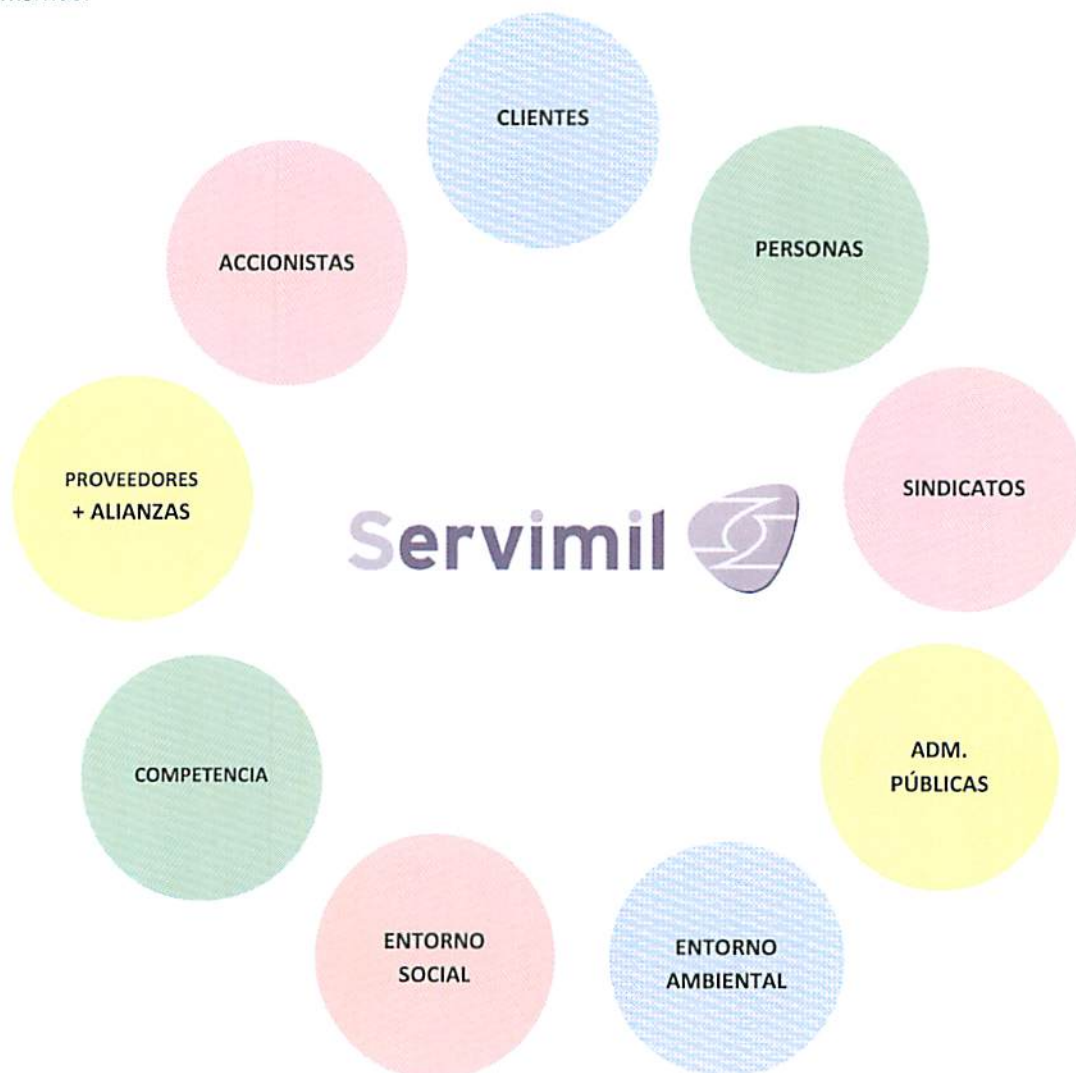 CLIENTES
PERSONAS
SINDICATOS
ADM.
PÚBLICAS
ENTORNO
AMBIENTAL
ENTORNO
SOCIAL
COMPETENCIA
PROVEEDORES
+ ALIANZAS
ACCIONISTAS
Servimil